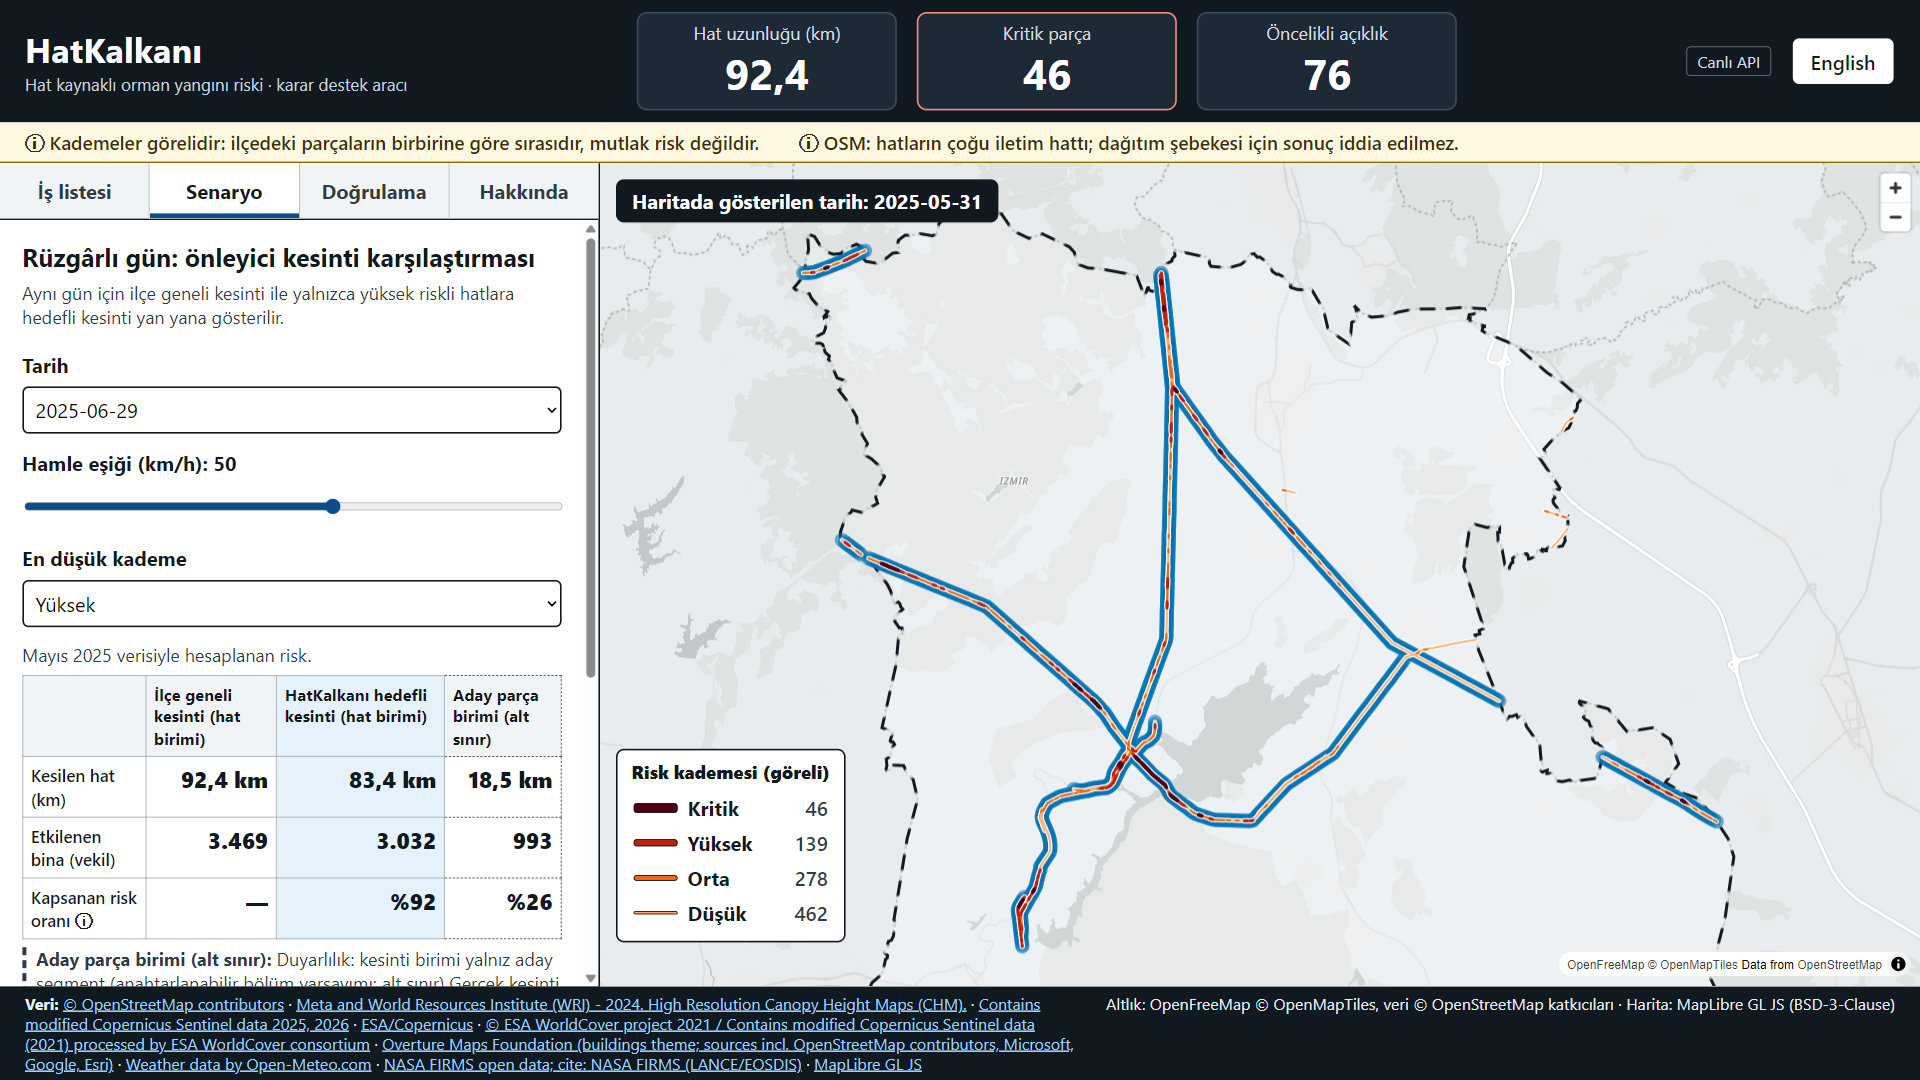 HatKalkanı
Hat kaynaklı orman yangını riski · karar destek aracı
Hat uzunluğu (km)
92,4
Kritik parça
46
Öncelikli açıklık
76
Canlı API
English
Kademeler görelidir: ilçedeki parçaların birbirine göre sırasıdır, mutlak risk değildir.
OSM: hatların çoğu iletim hattı; dağıtım şebekesi için sonuç iddia edilmez.
İş listesi
Senaryo
Doğrulama
Hakkında
Rüzgârlı gün: önleyici kesinti karşılaştırması
Aynı gün için ilçe geneli kesinti ile yalnızca yüksek riskli hatlara
hedefli kesinti yan yana gösterilir.
Tarih
2025-06-29
Hamle eşiği (km/h): 50
En düşük kademe
Yüksek
Mayıs 2025 verisiyle hesaplanan risk.
İlçe geneli
kesinti (hat
birimi)
HatKalkanı hedefli
kesinti (hat birimi)
Aday parça
birimi (alt
sınır)
Kesilen hat
(km)
92,4 km
83,4 km
18,5 km
Etkilenen
bina (vekil)
3.469
3.032
993
Kapsanan risk
oranı
—
%92
%26
Aday parça birimi (alt sınır): Duyarlılık: kesinti birimi yalnız aday
segment (anahtarlanabilir bölüm varsayımı; alt sınır) Gerçek kesinti
Haritada gösterilen tarih: 2025-05-31
+
−
IZMIR
Risk kademesi (göreli)
Kritik 46
Yüksek 139
Orta 278
Düşük 462
OpenFreeMap © OpenMapTiles Data from OpenStreetMap
Veri: © OpenStreetMap contributors · Meta and World Resources Institute (WRI) - 2024. High Resolution Canopy Height Maps (CHM). · Contains
modified Copernicus Sentinel data 2025, 2026 · ESA/Copernicus · © ESA WorldCover project 2021 / Contains modified Copernicus Sentinel data
(2021) processed by ESA WorldCover consortium · Overture Maps Foundation (buildings theme; sources incl. OpenStreetMap contributors, Microsoft,
Google, Esri) · Weather data by Open-Meteo.com · NASA FIRMS open data; cite: NASA FIRMS (LANCE/EOSDIS) · MapLibre GL JS
Altlık: OpenFreeMap © OpenMapTiles, veri © OpenStreetMap katkıcıları · Harita: MapLibre GL JS (BSD-3-Clause)